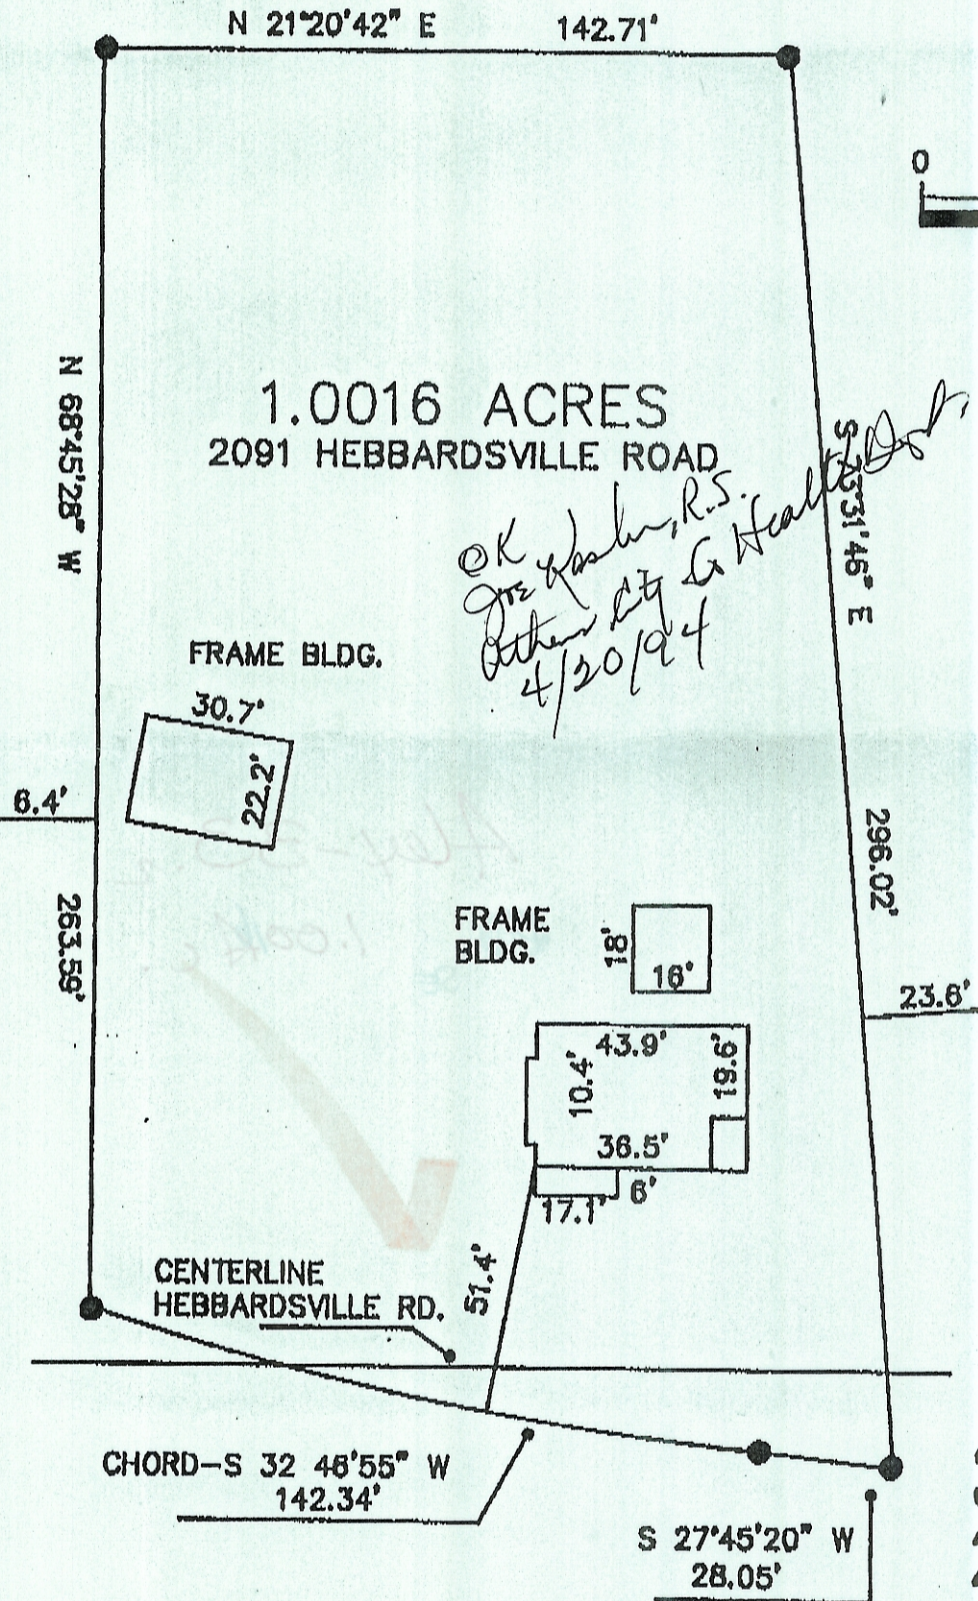 N 21°20'42" E 142.71'
0
N 68°45'28" W
1.0016 ACRES
2091 HEBBARDSVILLE ROAD
S 73°31'46" E
OK
Joe Kasler, R.S.
Athens City Co Health Dept.
4/20/94
FRAME BLDG.
30.7'
22.2'
6.4'
263.59'
296.02'
FRAME
BLDG.
18'
16'
23.6'
43.9'
10.4'
19.6'
36.5'
6'
17.1'
51.4'
CENTERLINE
HEBBARDSVILLE RD.
CHORD-S 32 46'55" W
142.34'
S 27°45'20" W
28.05'